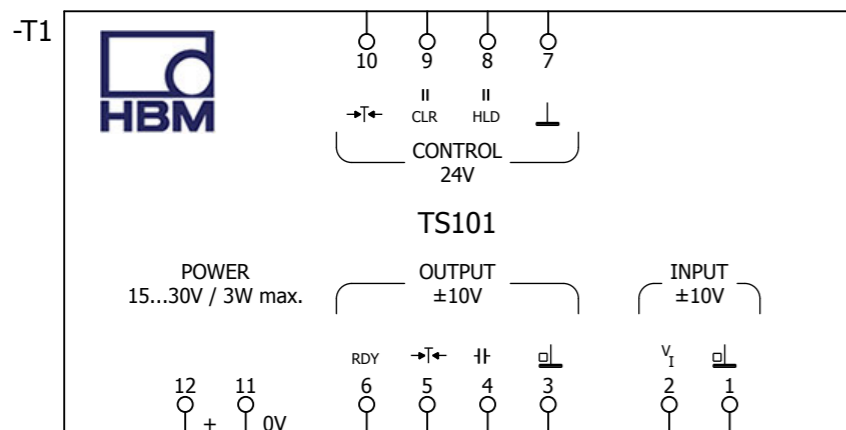 -T1
HBM
10 9 8 7
T CLR HLD
CONTROL
24V
TS101
POWER OUTPUT INPUT
15...30V / 3W max. ±10V ±10V
RDY T VI
12 11 6 5 4 3 2 1
+ 0V